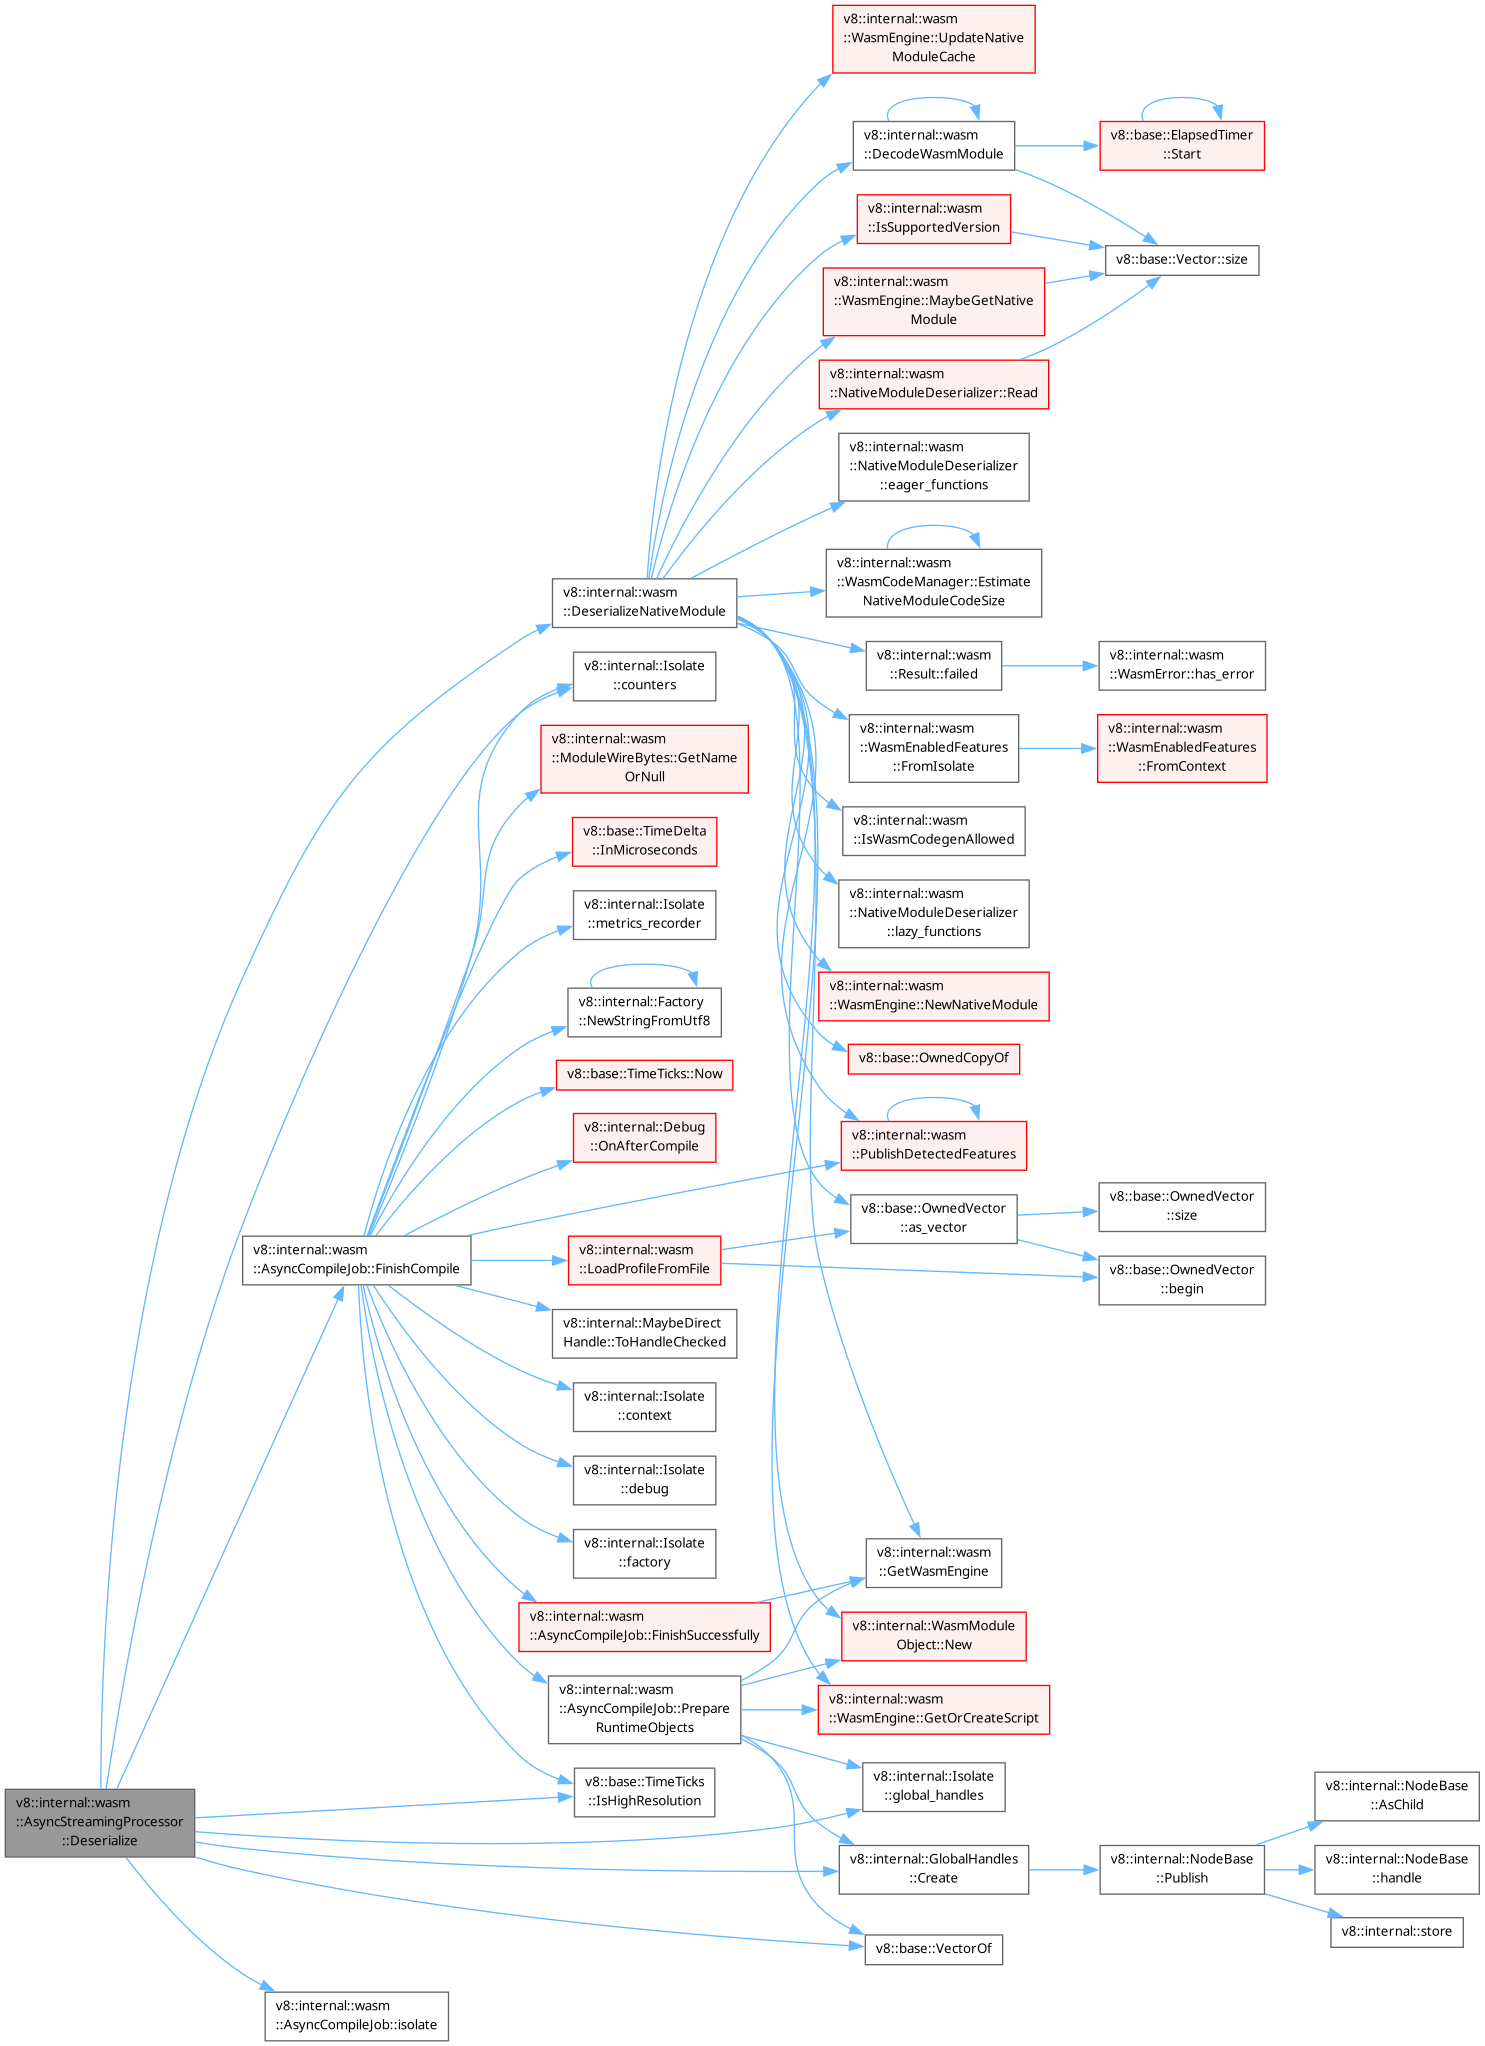 v8::internal::wasm
::WasmEngine::UpdateNative
ModuleCache
v8::internal::wasm
::DecodeWasmModule
v8::base::ElapsedTimer
::Start
v8::internal::wasm
::IsSupportedVersion
v8::base::Vector::size
v8::internal::wasm
::WasmEngine::MaybeGetNative
Module
v8::internal::wasm
::NativeModuleDeserializer::Read
v8::internal::wasm
::NativeModuleDeserializer
::eager_functions
v8::internal::wasm
::WasmCodeManager::Estimate
NativeModuleCodeSize
v8::internal::wasm
::DeserializeNativeModule
v8::internal::wasm
::Result::failed
v8::internal::wasm
::WasmError::has_error
v8::internal::Isolate
::counters
v8::internal::wasm
::WasmEnabledFeatures
::FromIsolate
v8::internal::wasm
::WasmEnabledFeatures
::FromContext
v8::internal::wasm
::ModuleWireBytes::GetName
OrNull
v8::internal::wasm
::IsWasmCodegenAllowed
v8::base::TimeDelta
::InMicroseconds
v8::internal::wasm
::NativeModuleDeserializer
::lazy_functions
v8::internal::Isolate
::metrics_recorder
v8::internal::wasm
::WasmEngine::NewNativeModule
v8::internal::Factory
::NewStringFromUtf8
v8::base::OwnedCopyOf
v8::base::TimeTicks::Now
v8::internal::Debug
::OnAfterCompile
v8::internal::wasm
::PublishDetectedFeatures
v8::base::OwnedVector
::as_vector
v8::base::OwnedVector
::size
v8::internal::wasm
::AsyncCompileJob::FinishCompile
v8::internal::wasm
::LoadProfileFromFile
v8::base::OwnedVector
::begin
v8::internal::MaybeDirect
Handle::ToHandleChecked
v8::internal::Isolate
::context
v8::internal::Isolate
::debug
v8::internal::Isolate
::factory
v8::internal::wasm
::GetWasmEngine
v8::internal::wasm
::AsyncCompileJob::FinishSuccessfully
v8::internal::WasmModule
Object::New
v8::internal::wasm
::AsyncCompileJob::Prepare
RuntimeObjects
v8::internal::wasm
::WasmEngine::GetOrCreateScript
v8::base::TimeTicks
::IsHighResolution
v8::internal::Isolate
::global_handles
v8::internal::wasm
::AsyncStreamingProcessor
::Deserialize
v8::internal::GlobalHandles
::Create
v8::internal::NodeBase
::Publish
v8::internal::NodeBase
::AsChild
v8::internal::NodeBase
::handle
v8::internal::store
v8::base::VectorOf
v8::internal::wasm
::AsyncCompileJob::isolate